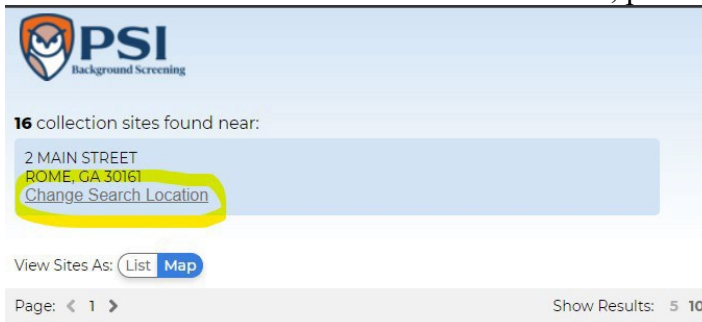 , p
PSI
Background Screening
16 collection sites found near:
2 MAIN STREET
ROME, GA 30161
Change Search Location
View Sites As: List Map
Page: < 1 > Show Results: 5 10